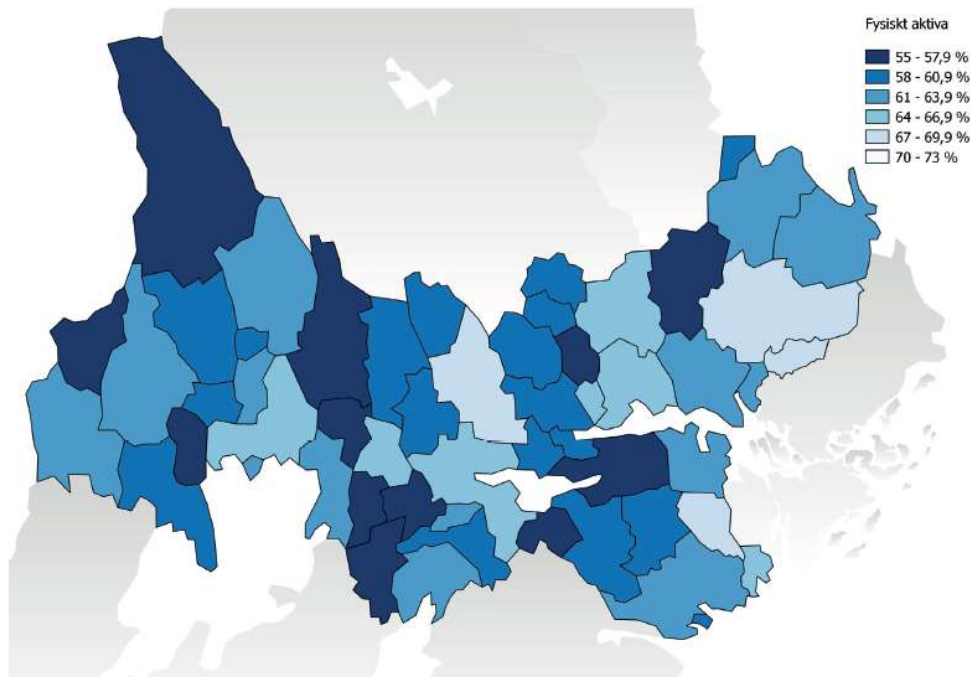 Fysiskt aktiva
55 - 57,9 %
58 - 60,9 %
61 - 63,9 %
64 - 66,9 %
67 - 69,9 %
70 - 73 %